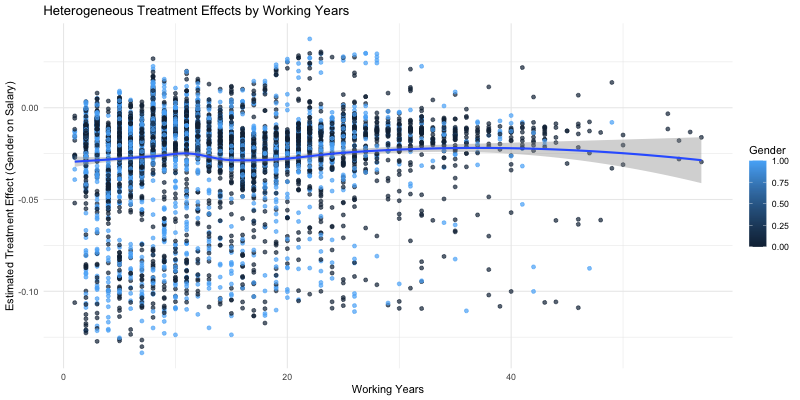 Heterogeneous Treatment Effects by Working Years
Estimated Treatment Effect (Gender on Salary)
0.00
-0.05
-0.10
0
20
40
Working Years
Gender
1.00
0.75
0.50
0.25
0.00